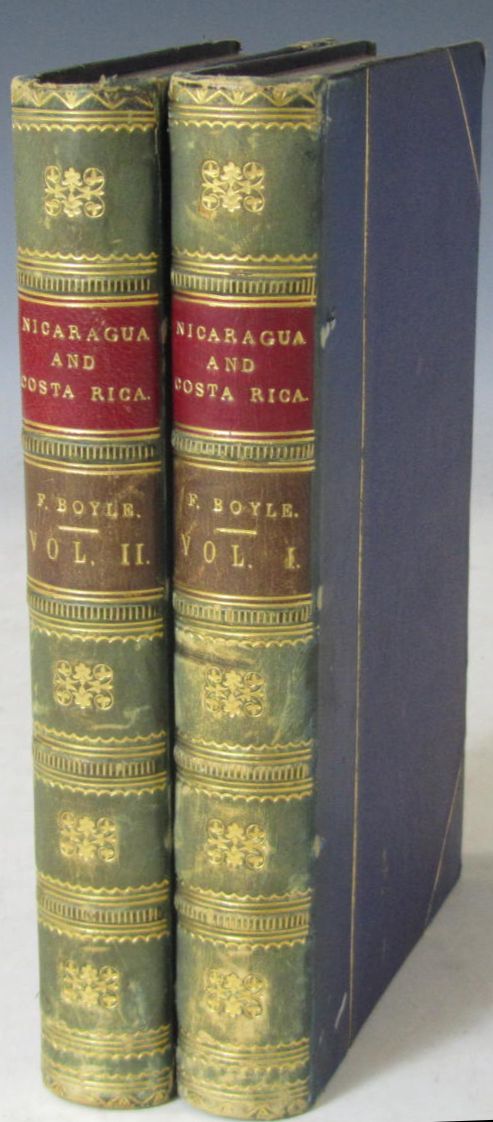 NICARAGUA
AND
COSTA RICA.
F. BOYLE.
VOL. II.
NICARAGUA
AND
COSTA RICA.
F. BOYLE.
VOL. I.